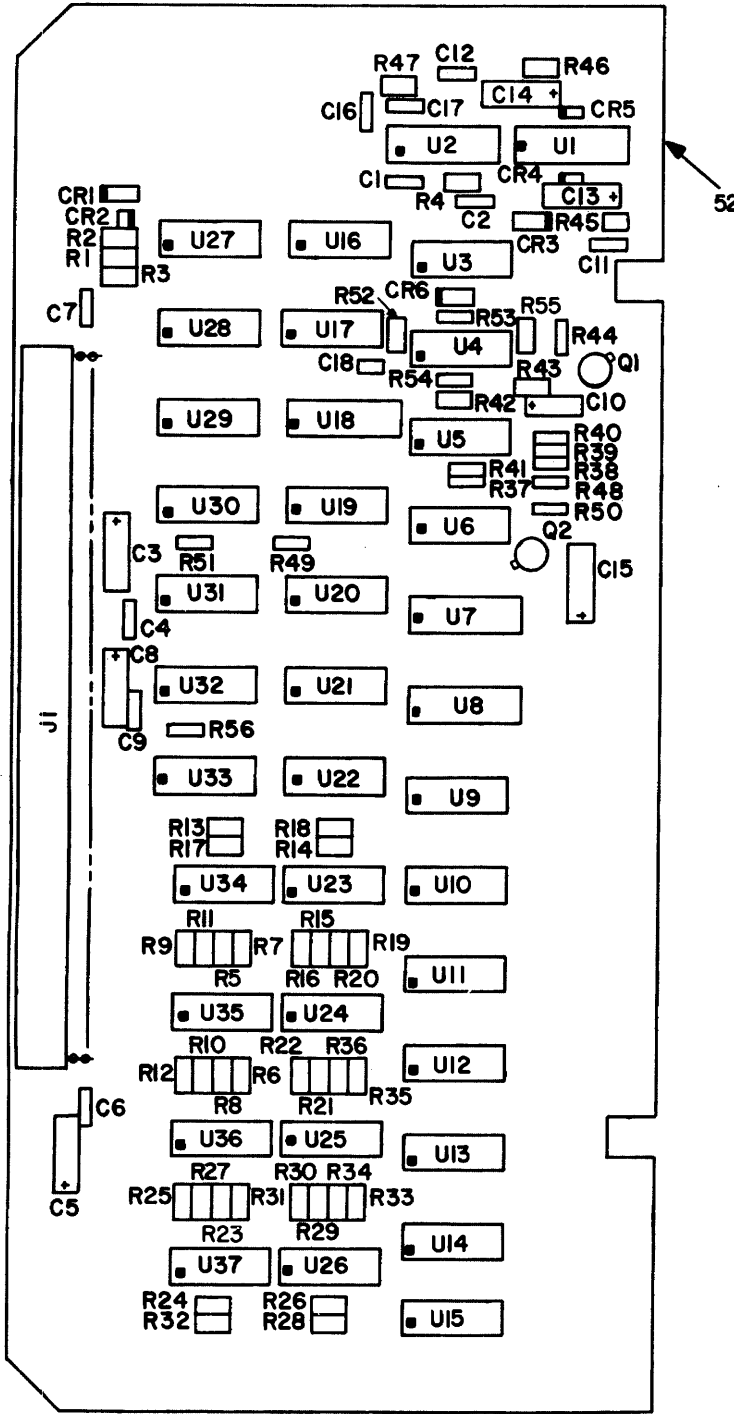 C12
R47
R46
C14 +
C16
C17
CR5
U2
U1
CR4
C1
C13 +
CR1
R4
C2
CR2
CR3
R45
R2
U27
U16
R1
R3
U3
C11
C7
R52
CR6
R53
R55
R44
U28
U17
U4
Q1
C18
R54
R43
R42
+
C10
U29
U18
U5
R40
R39
R41
R38
R37
R48
U30
U19
U6
R50
+
C3
R51
R49
Q2
C15
+
U31
U20
U7
C4
+
C8
U32
U21
U8
J1
C9
R56
U33
U22
U9
R13
R18
R17
R14
U34
U23
U10
R11
R15
R9
R7
R19
R5
R16
R20
U11
U35
U24
R10
R22
R36
R12
R6
R35
U12
R8
R21
C6
U36
U25
U13
C5
+
R27
R30
R34
R25
R31
R33
R23
R29
U14
U37
U26
R24
R26
R32
R28
U15
52